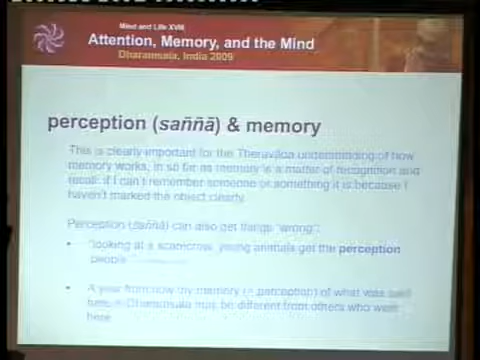 Mind and Life XVIII
Attention, Memory, and the Mind
Dharamsala, India 2009
perception (saññā) & memory
This is clearly important for the Theravāda understanding of how
memory works, in so far as memory is a matter of recognition and
recall: if I can't remember someone or something it is because I
haven't marked the object clearly.
Perception (saññā) can also get things "wrong":
• "looking at a scarecrow, young animals get the perception
people"
• A year from now my memory (= perception) of what was said
here in Dharamsala may be different from others who were
here